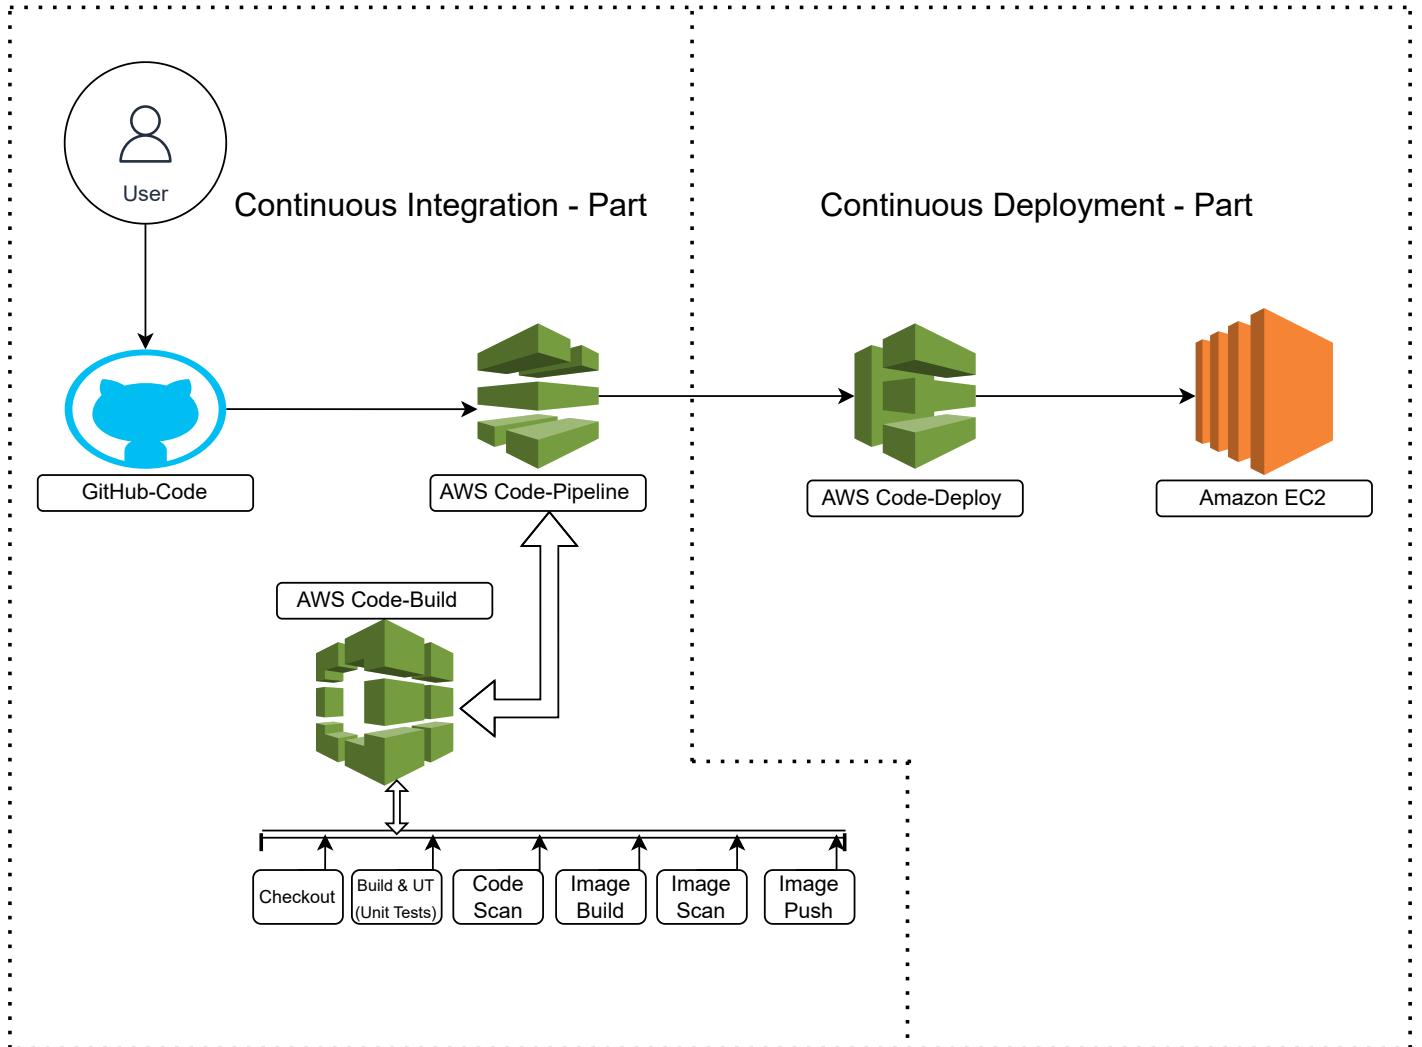 User
Continuous Integration - Part
Continuous Deployment - Part
GitHub-Code
AWS Code-Pipeline
AWS Code-Deploy
Amazon EC2
AWS Code-Build
Checkout
Build & UT
(Unit Tests)
Code
Scan
Image
Build
Image
Scan
Image
Push